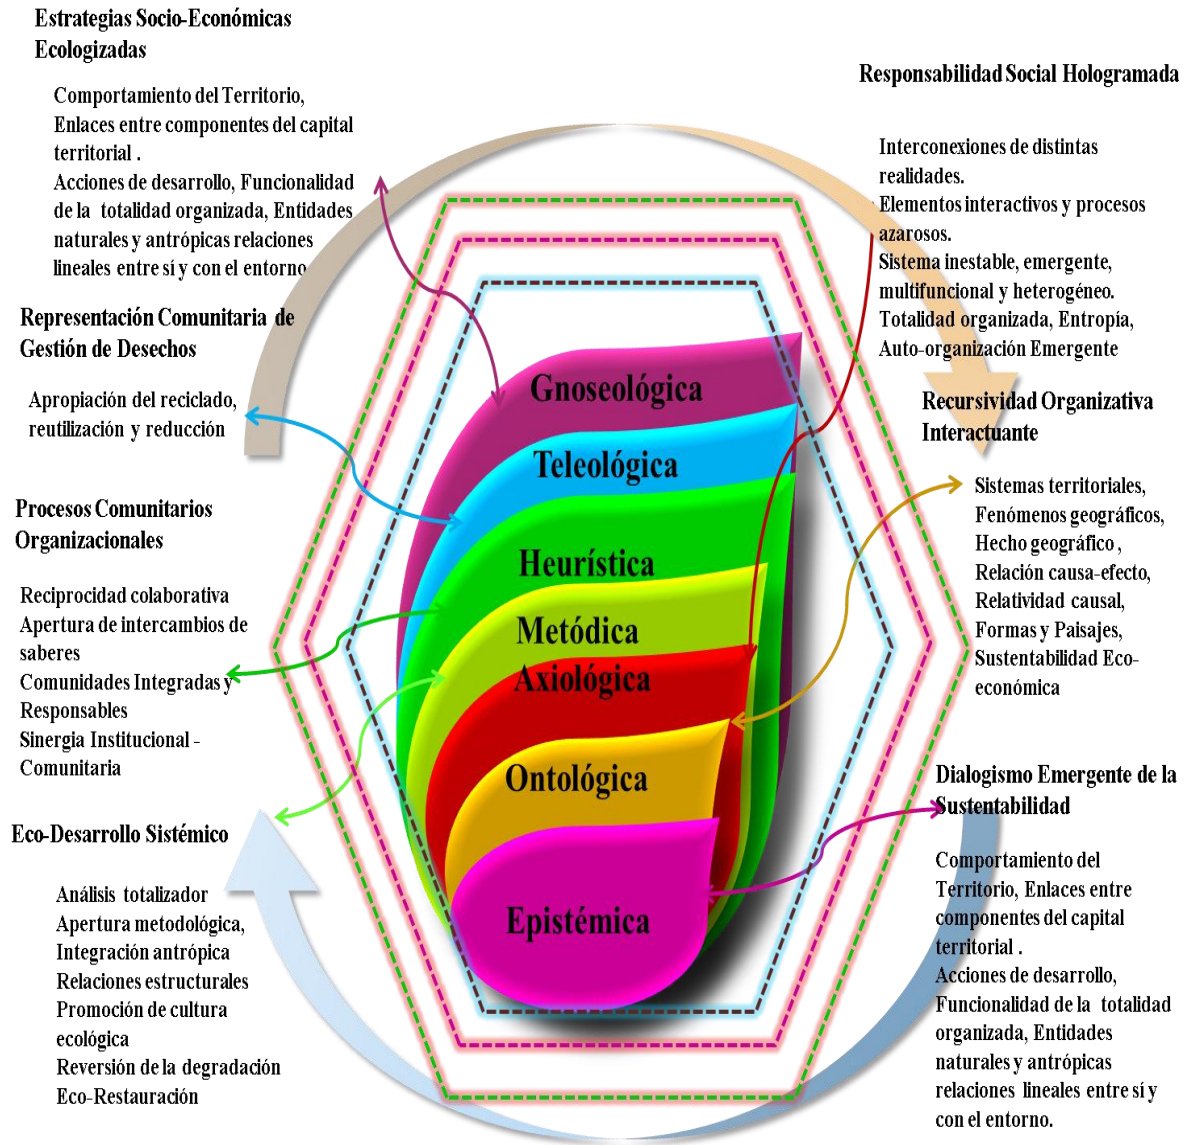 Estrategias Socio-Económicas
Ecologizadas
Comportamiento del Territorio,
Enlaces entre componentes del capital
territorial .
Acciones de desarrollo, Funcionalidad
de la totalidad organizada, Entidades
naturales y antrópicas relaciones
lineales entre sí y con el entorno
Representación Comunitaria de
Gestión de Desechos
Apropiación del reciclado,
reutilización y reducción
Procesos Comunitarios
Organizacionales
Reciprocidad colaborativa
Apertura de intercambios de
saberes
Comunidades Integradas y
Responsables
Sinergia Institucional -
Comunitaria
Eco-Desarrollo Sistémico
Análisis totalizador
Apertura metodológica,
Integración antrópica
Relaciones estructurales
Promoción de cultura
ecológica
Reversión de la degradación
Eco-Restauración
Gnoseológica
Teleológica
Heurística
Metódica
Axiológica
Ontológica
Epistémica
Responsabilidad Social Hologramada
Interconexiones de distintas
realidades.
Elementos interactivos y procesos
azarosos.
Sistema inestable, emergente,
multifuncional y heterogéneo.
Totalidad organizada, Entropía,
Auto-organización Emergente
Recursividad Organizativa
Interactuante
Sistemas territoriales,
Fenómenos geográficos,
Hecho geográfico ,
Relación causa-efecto,
Relatividad causal,
Formas y Paisajes,
Sustentabilidad Eco-
económica
Dialogismo Emergente de la
Sustentabilidad
Comportamiento del
Territorio, Enlaces entre
componentes del capital
territorial .
Acciones de desarrollo,
Funcionalidad de la totalidad
organizada, Entidades
naturales y antrópicas
relaciones lineales entre sí y
con el entorno.